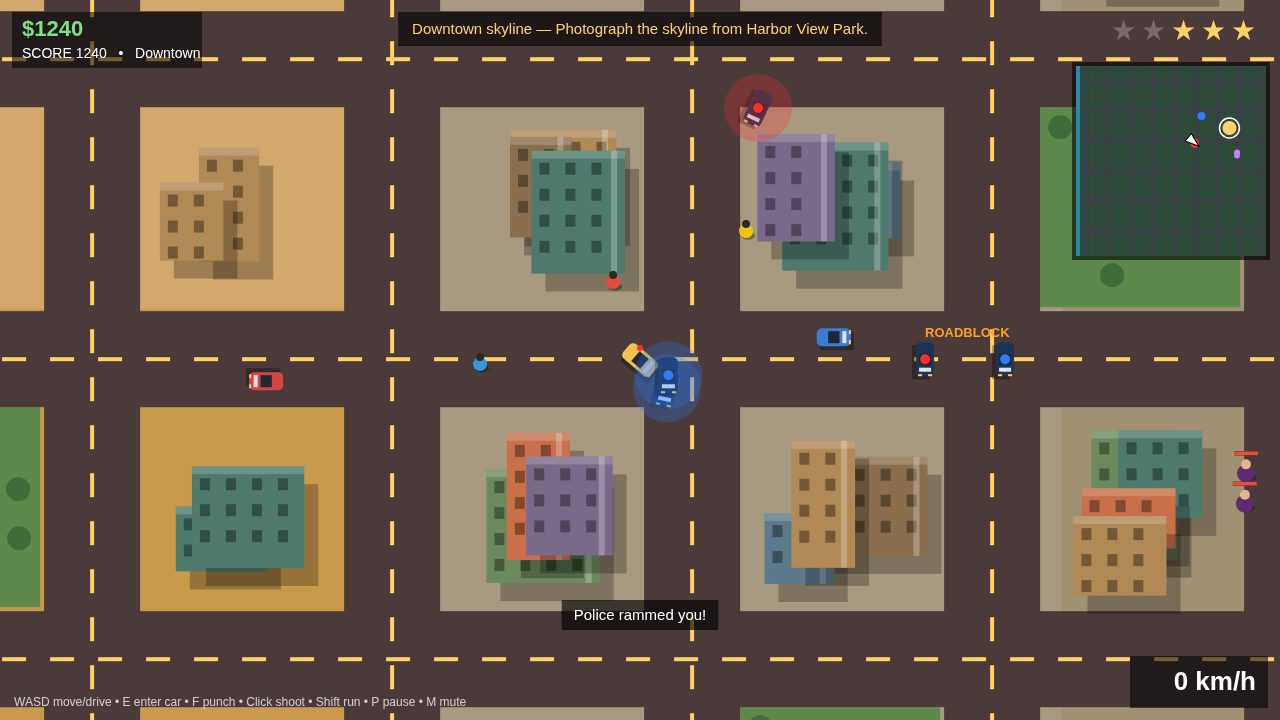 $1240
SCORE 1240 • Downtown
Downtown skyline — Photograph the skyline from Harbor View Park.
ROADBLOCK
Police rammed you!
0 km/h
WASD move/drive • E enter car • F punch • Click shoot • Shift run • P pause • M mute